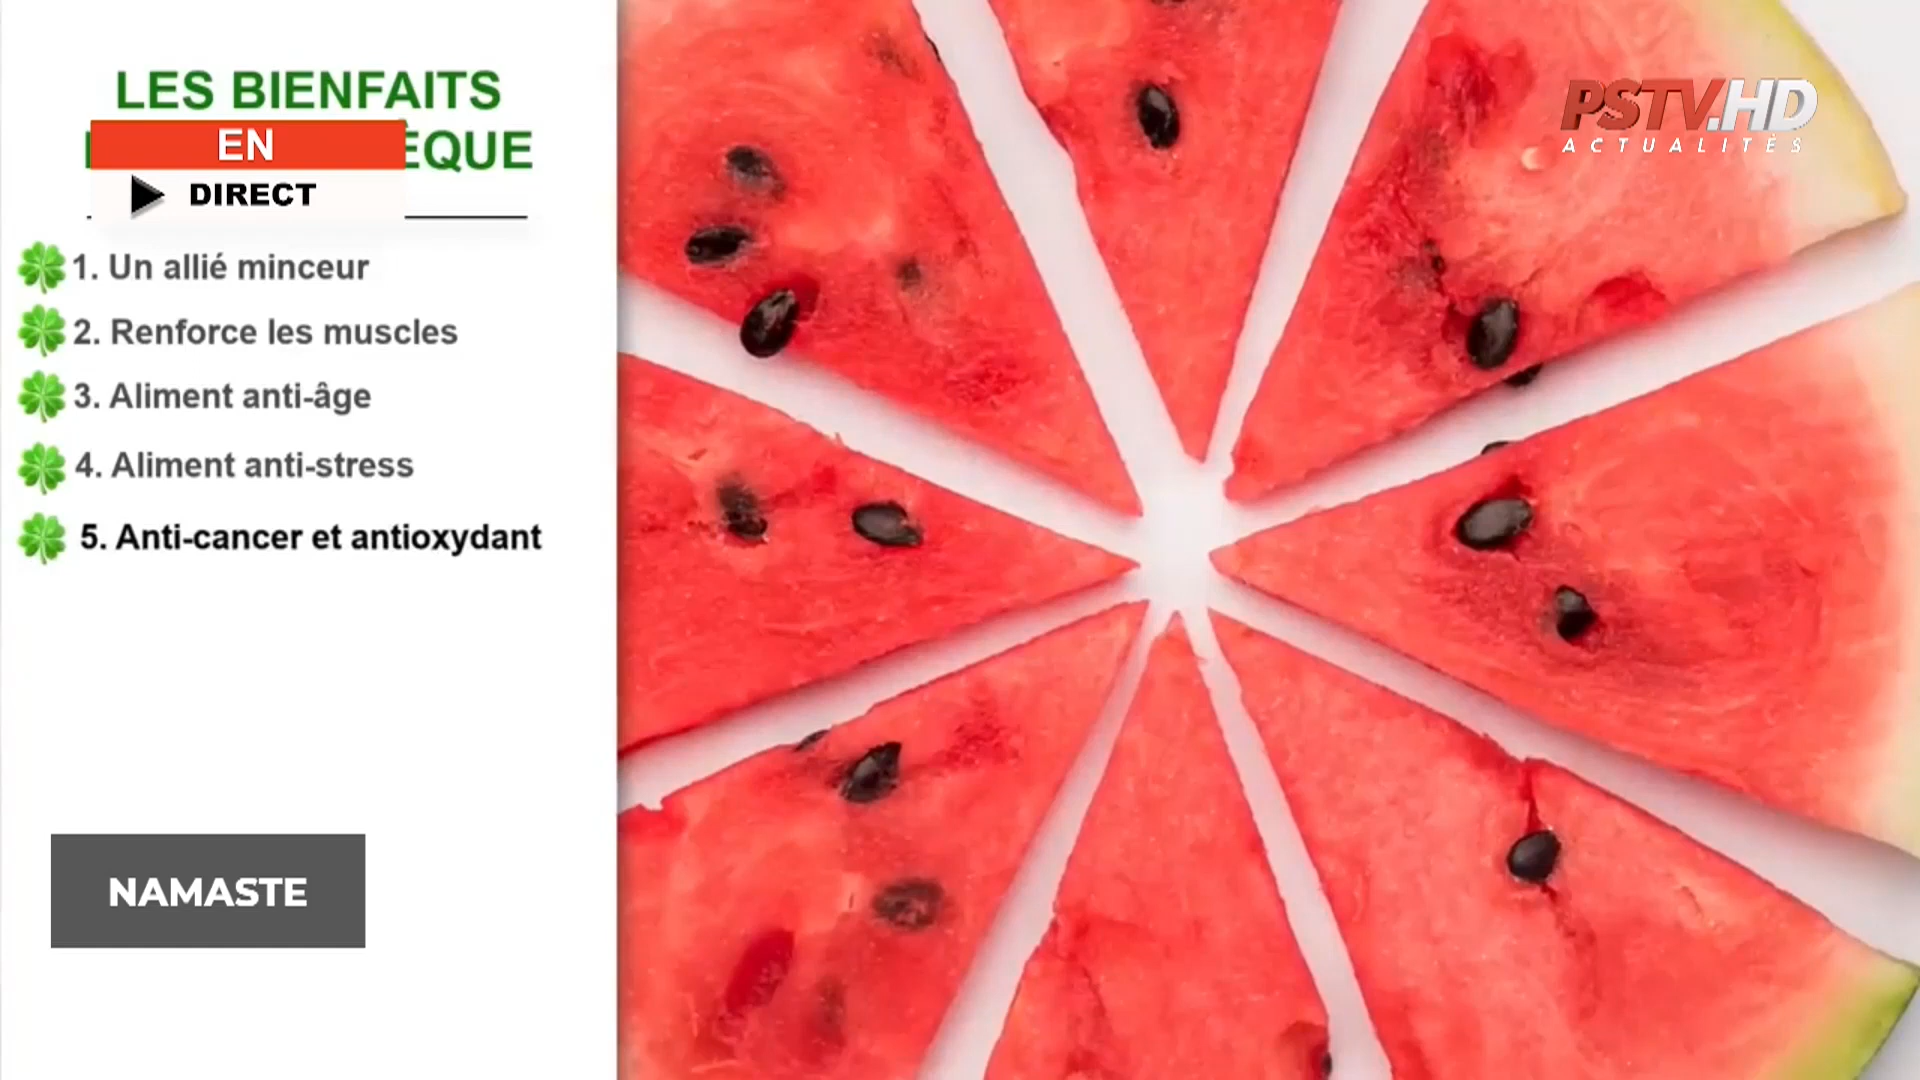 LES BIENFAITS
EN
DIRECT
1. Un allié minceur
2. Renforce les muscles
3. Aliment anti-âge
4. Aliment anti-stress
5. Anti-cancer et antioxydant
NAMASTE
PSTV.HD
ACTUALITÉS